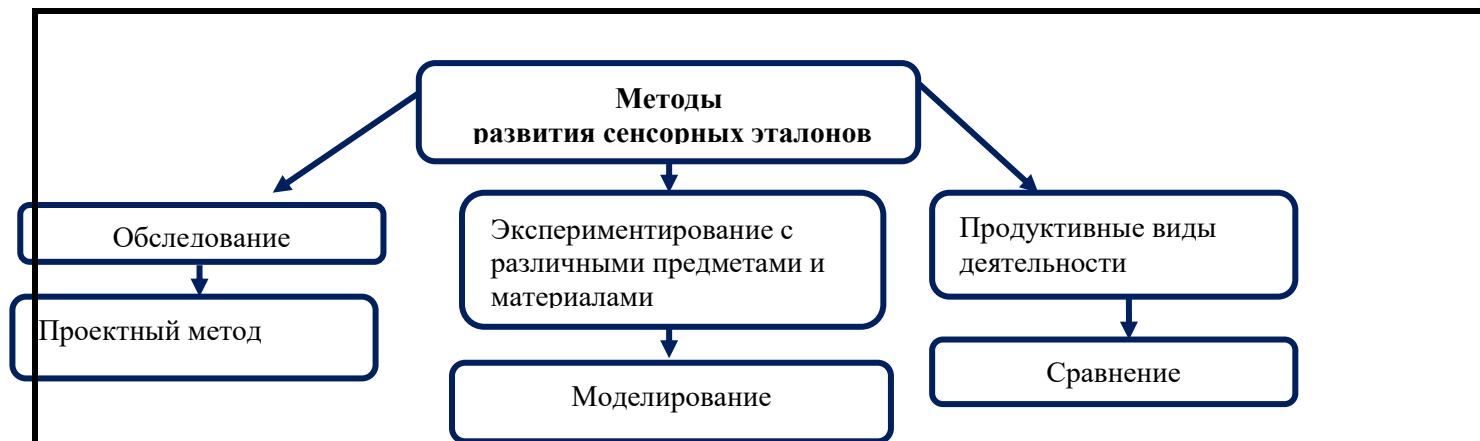 Методы
развития сенсорных эталонов
Обследование
Экспериментирование с
различными предметами и
материалами
Продуктивные виды
деятельности
Проектный метод
Моделирование
Сравнение